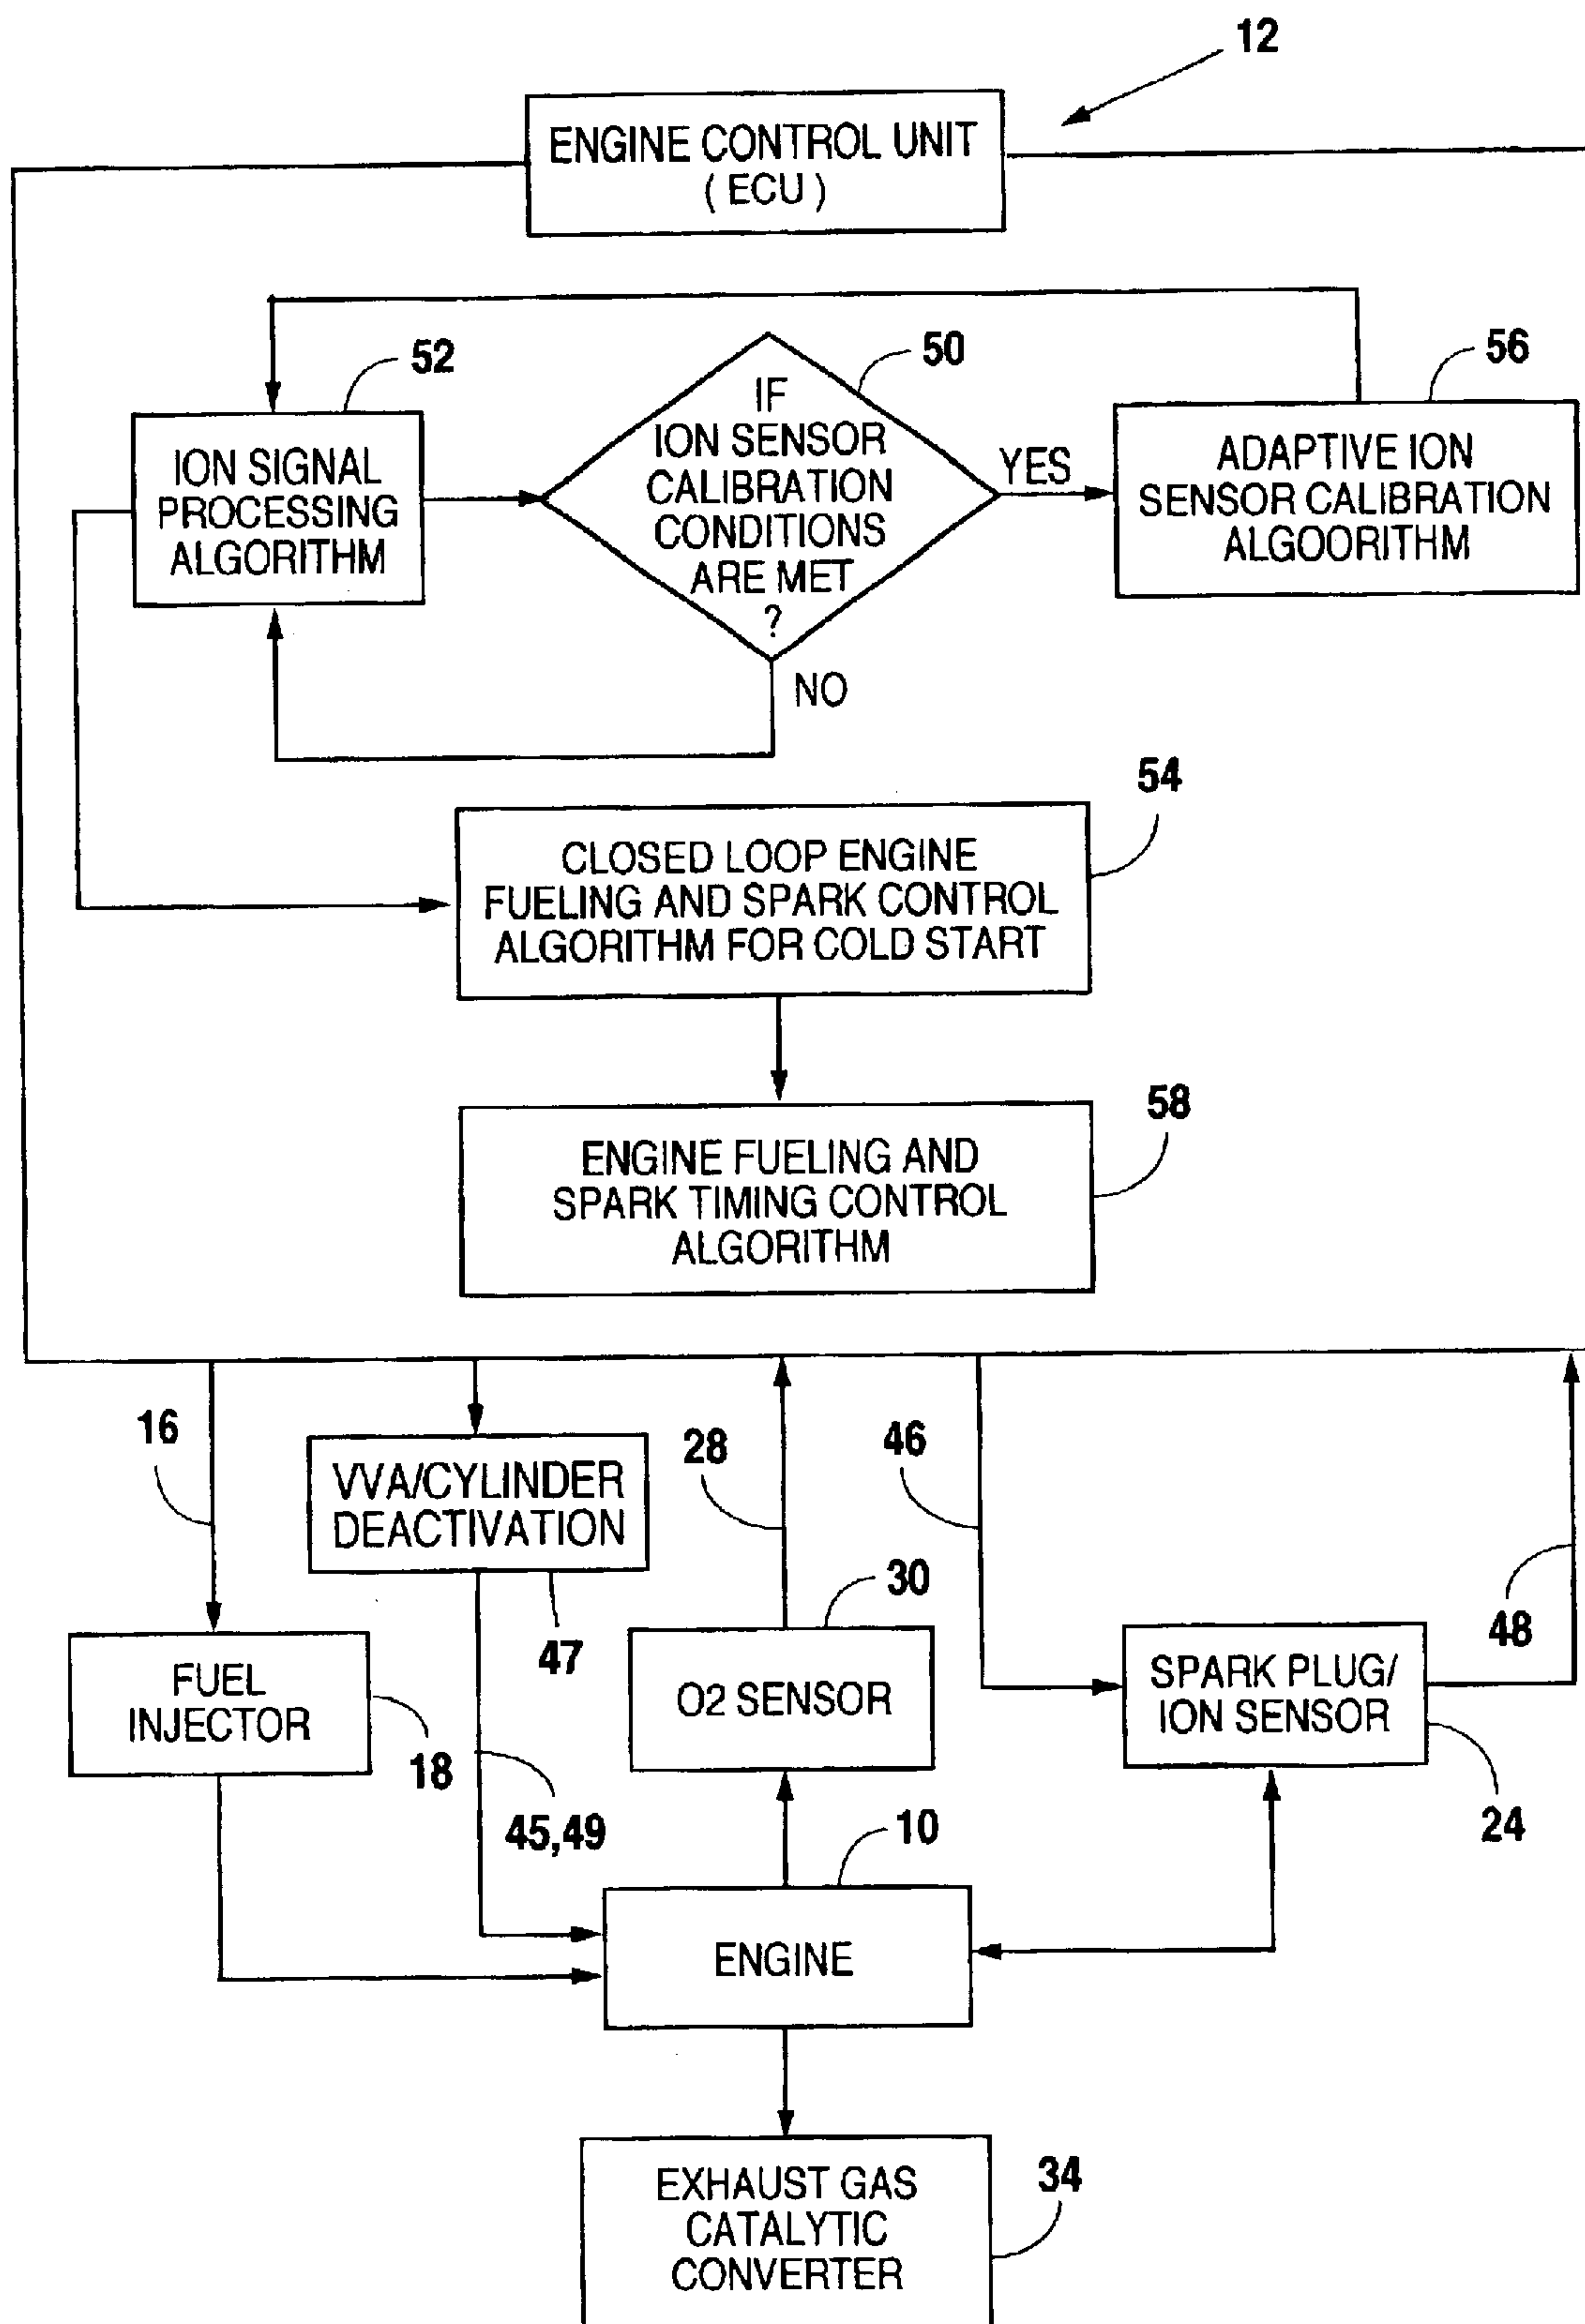 12
ENGINE CONTROL UNIT
( ECU )
52
50
56
ION SIGNAL
PROCESSING
ALGORITHM
IF
ION SENSOR
CALIBRATION
CONDITIONS
ARE MET
?
YES
ADAPTIVE ION
SENSOR CALIBRATION
ALGOORITHM
NO
54
CLOSED LOOP ENGINE
FUELING AND SPARK CONTROL
ALGORITHM FOR COLD START
58
ENGINE FUELING AND
SPARK TIMING CONTROL
ALGORITHM
16
VVA/CYLINDER
DEACTIVATION
28
46
47
30
48
FUEL
INJECTOR
18
O2 SENSOR
SPARK PLUG/
ION SENSOR
24
45,49
10
ENGINE
EXHAUST GAS
CATALYTIC
CONVERTER
34